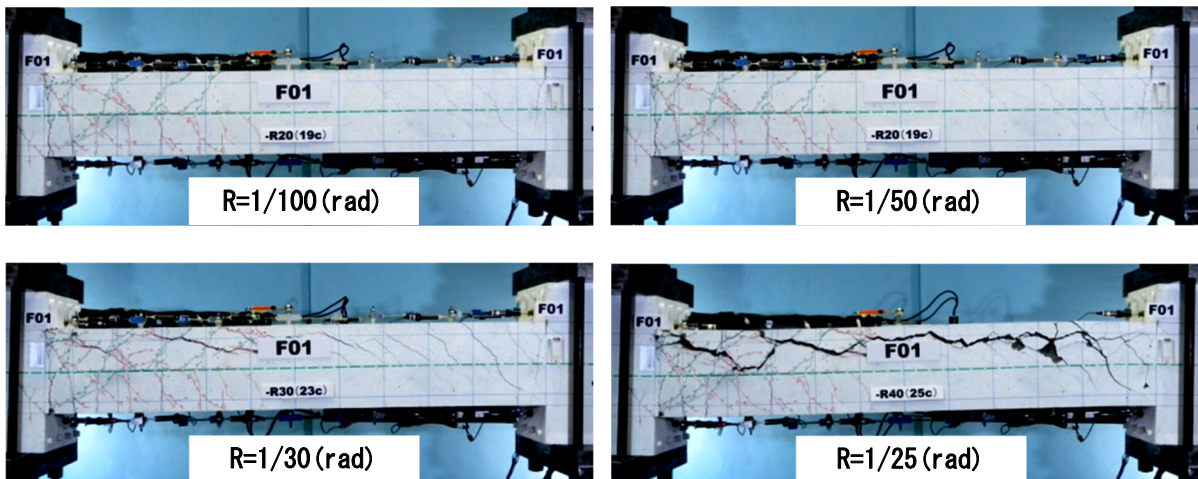 F01 F01
F01
-R20(19c)
R=1/100(rad)
F01 F01
F01
-R20(19c)
R=1/50(rad)
F01 F01
F01
-R30(23c)
R=1/30(rad)
F01 F01
F01
-R40(25c)
R=1/25(rad)